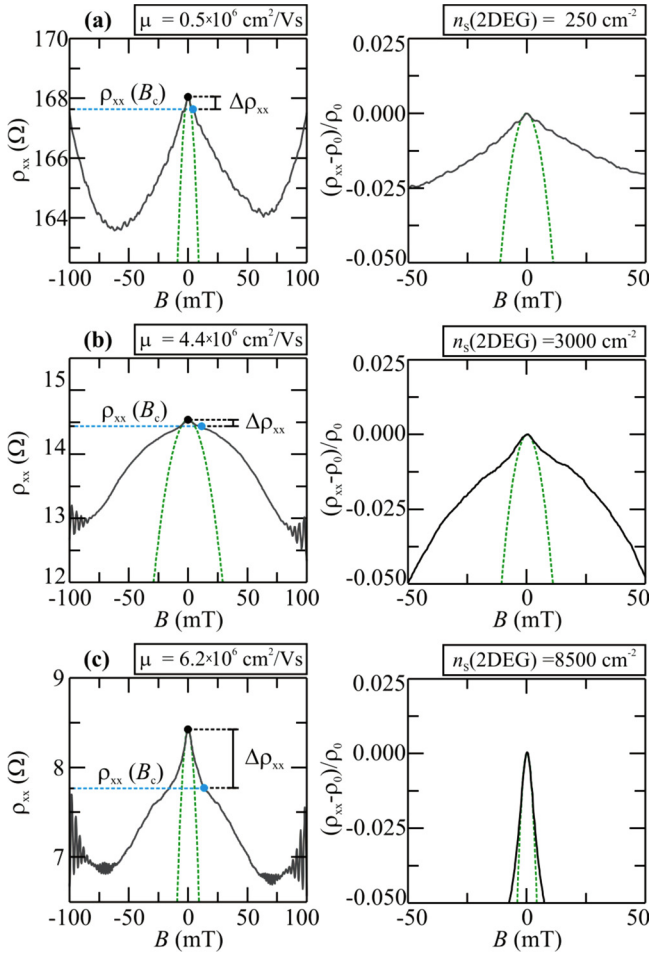 (a)
μ = 0.5×10⁶ cm²/Vs
170
168
166
164
ρxx (Ω)
ρxx (Bc)
Δρxx
-100 -50 0 50 100
B (mT)
nS(2DEG) = 250 cm⁻²
0.025
0.000
-0.025
-0.050
(ρxx-ρ0)/ρ0
-50 0 50
B (mT)
(b)
μ = 4.4×10⁶ cm²/Vs
15
14
13
12
ρxx (Ω)
ρxx (Bc)
Δρxx
-100 -50 0 50 100
B (mT)
nS(2DEG) =3000 cm⁻²
0.025
0.000
-0.025
-0.050
(ρxx-ρ0)/ρ0
-50 0 50
B (mT)
(c)
μ = 6.2×10⁶ cm²/Vs
9
8
7
ρxx (Ω)
ρxx (Bc)
Δρxx
-100 -50 0 50 100
B (mT)
nS(2DEG) =8500 cm⁻²
0.025
0.000
-0.025
-0.050
(ρxx-ρ0)/ρ0
-50 0 50
B (mT)